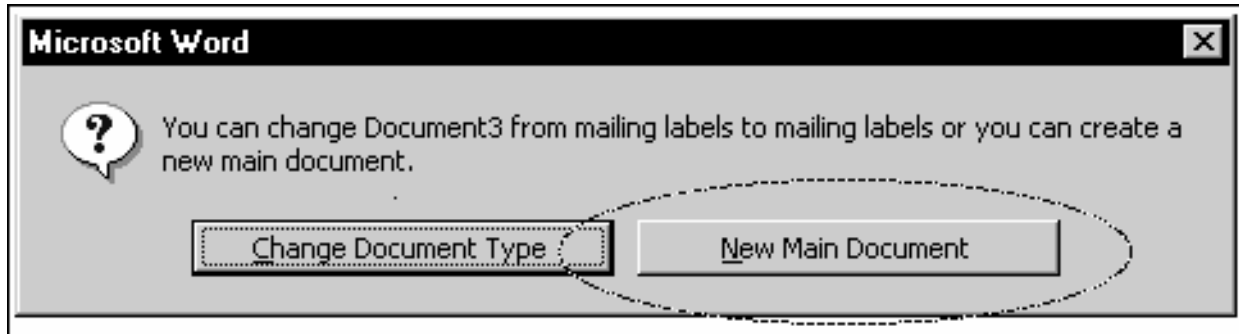 Microsoft Word
?
You can change Document3 from mailing labels to mailing labels or you can create a
new main document.
Change Document Type
New Main Document